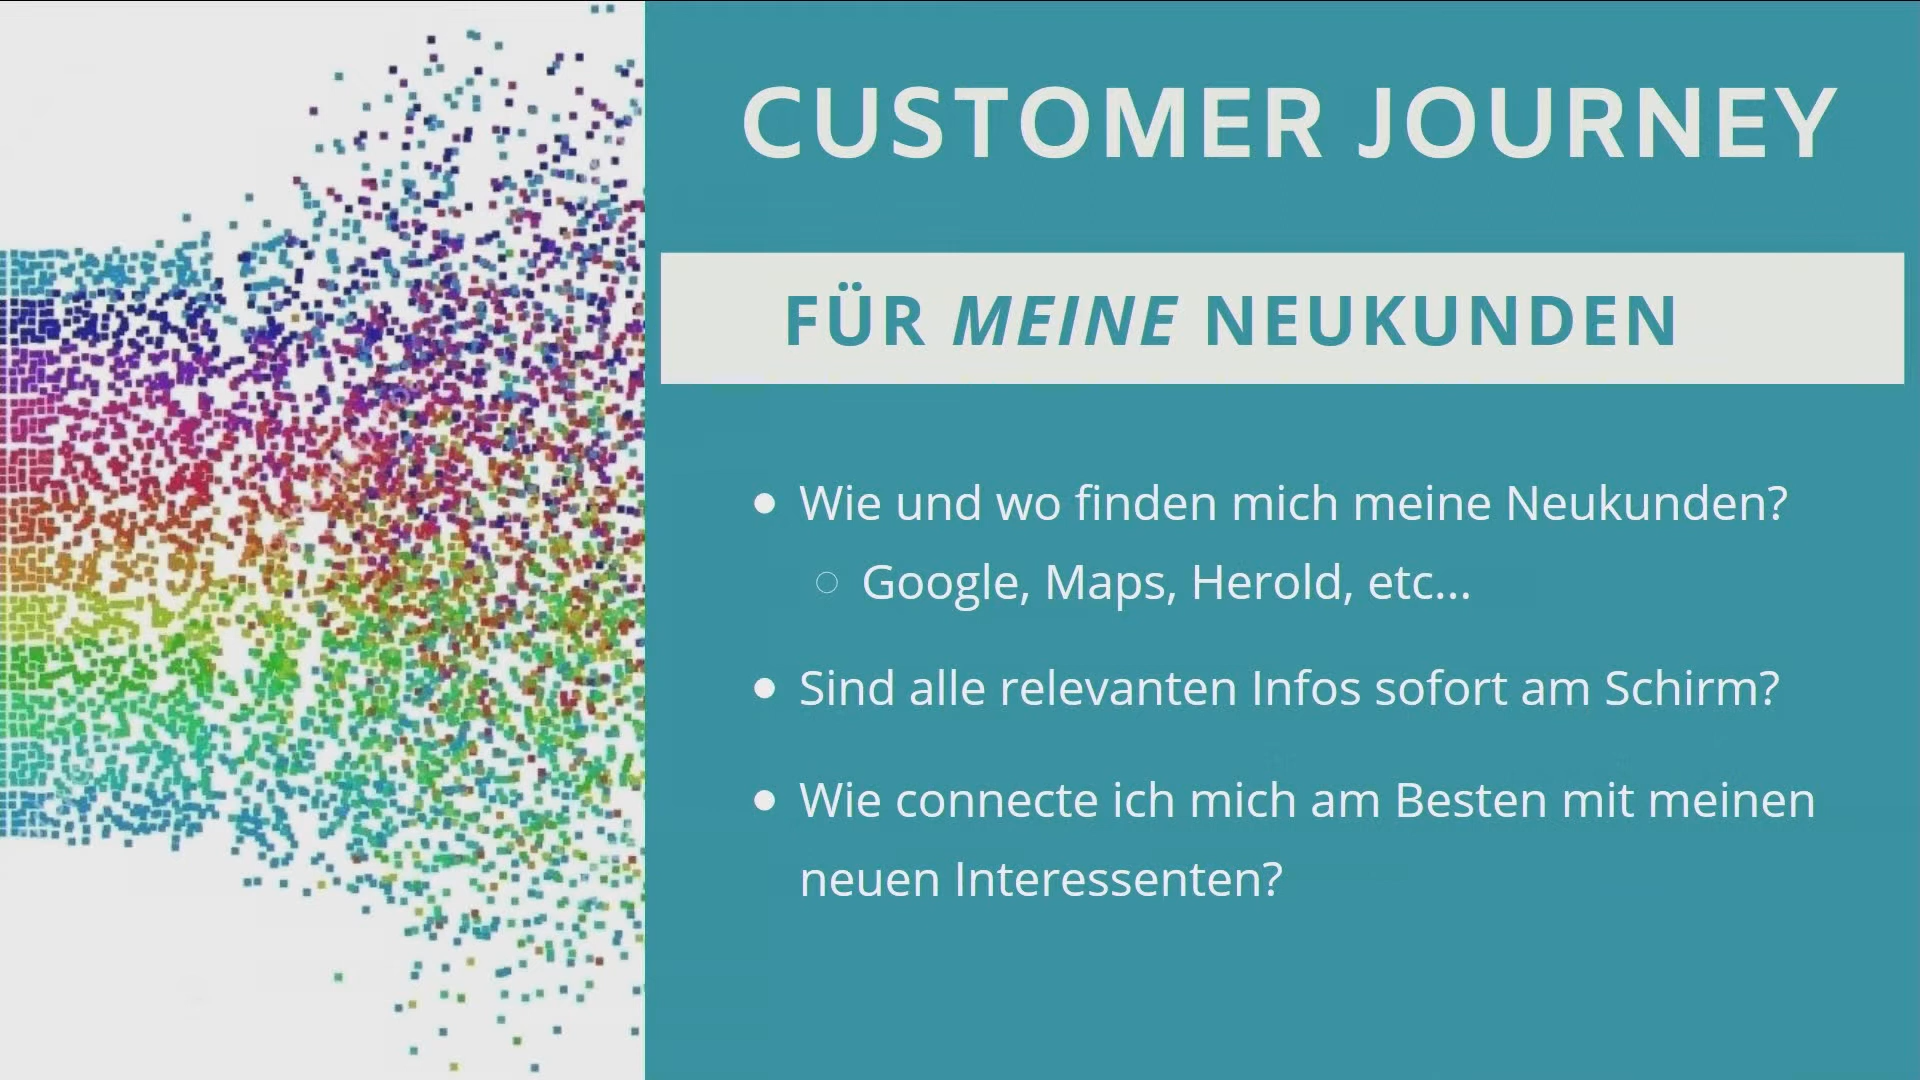 CUSTOMER JOURNEY
FÜR MEINE NEUKUNDEN
● Wie und wo finden mich meine Neukunden?
○ Google, Maps, Herold, etc...
● Sind alle relevanten Infos sofort am Schirm?
● Wie connecte ich mich am Besten mit meinen
neuen Interessenten?